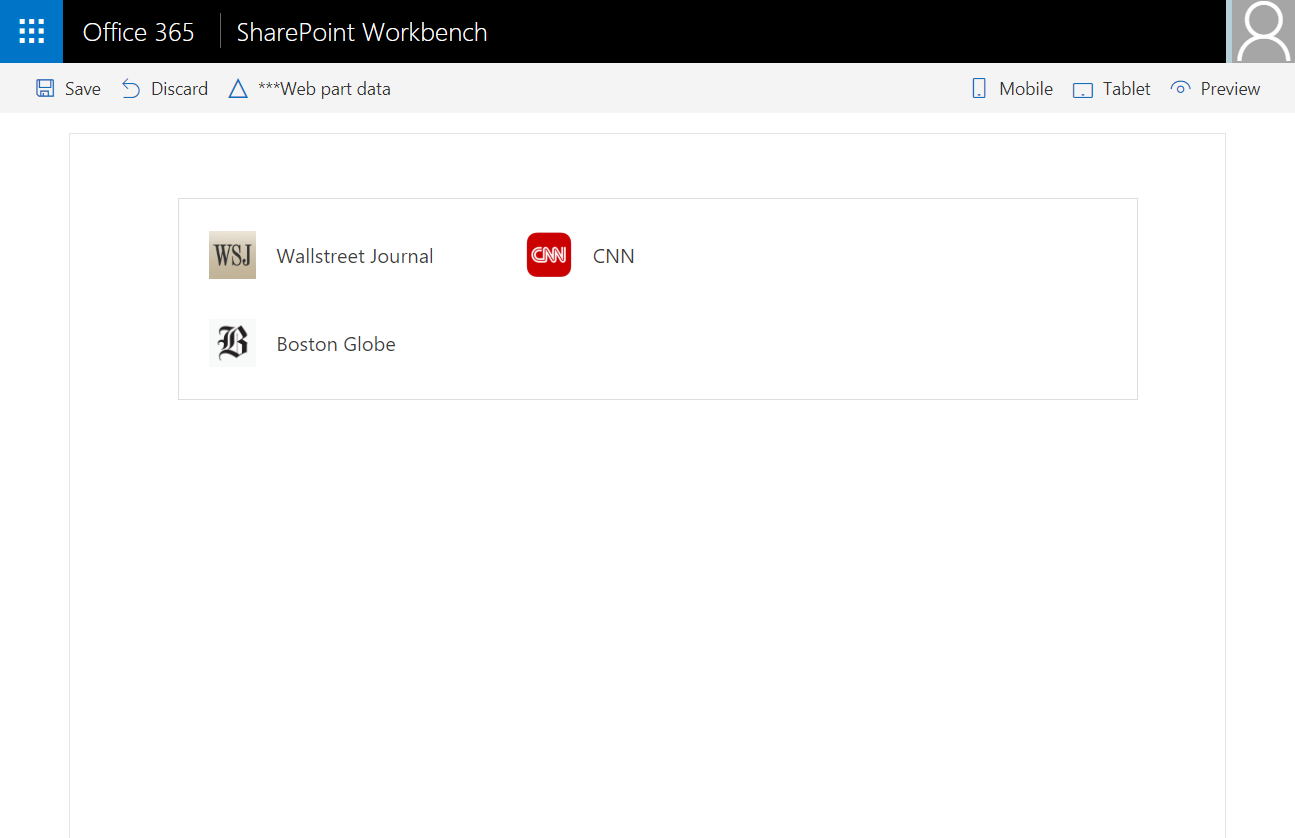 Office 365 SharePoint Workbench
Save Discard ***Web part data Mobile Tablet Preview
WSJ Wallstreet Journal CNN CNN
B Boston Globe